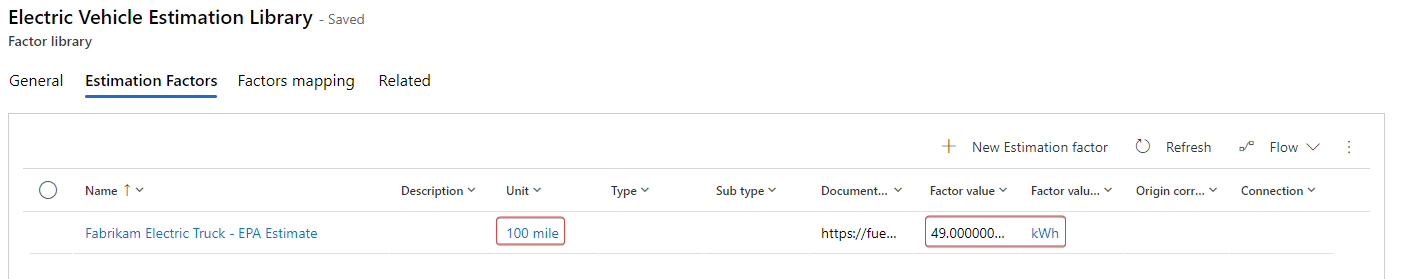 Electric Vehicle Estimation Library - Saved
Factor library
General Estimation Factors Factors mapping Related
New Estimation factor Refresh Flow
Name Description Unit Type Sub type Document... Factor value Factor valu... Origin corr... Connection
Fabrikam Electric Truck - EPA Estimate 100 mile https://fue... 49.000000... kWh